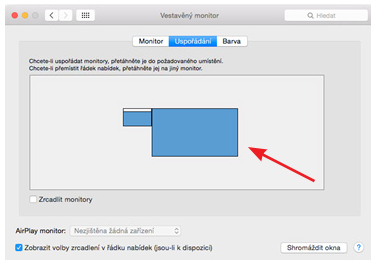 Vestavěný monitor
Hledat
Monitor Uspořádání Barva
Chcete-li uspořádat monitory, přetáhněte je do požadovaného umístění.
Chcete-li přemístit řádek nabídek, přetáhněte jej na jiný monitor.
Zrcadlit monitory
AirPlay monitor: Nezjištěna žádná zařízení
Zobrazit volby zrcadlení v řádku nabídek (jsou-li k dispozici) Shromáždit okna ?